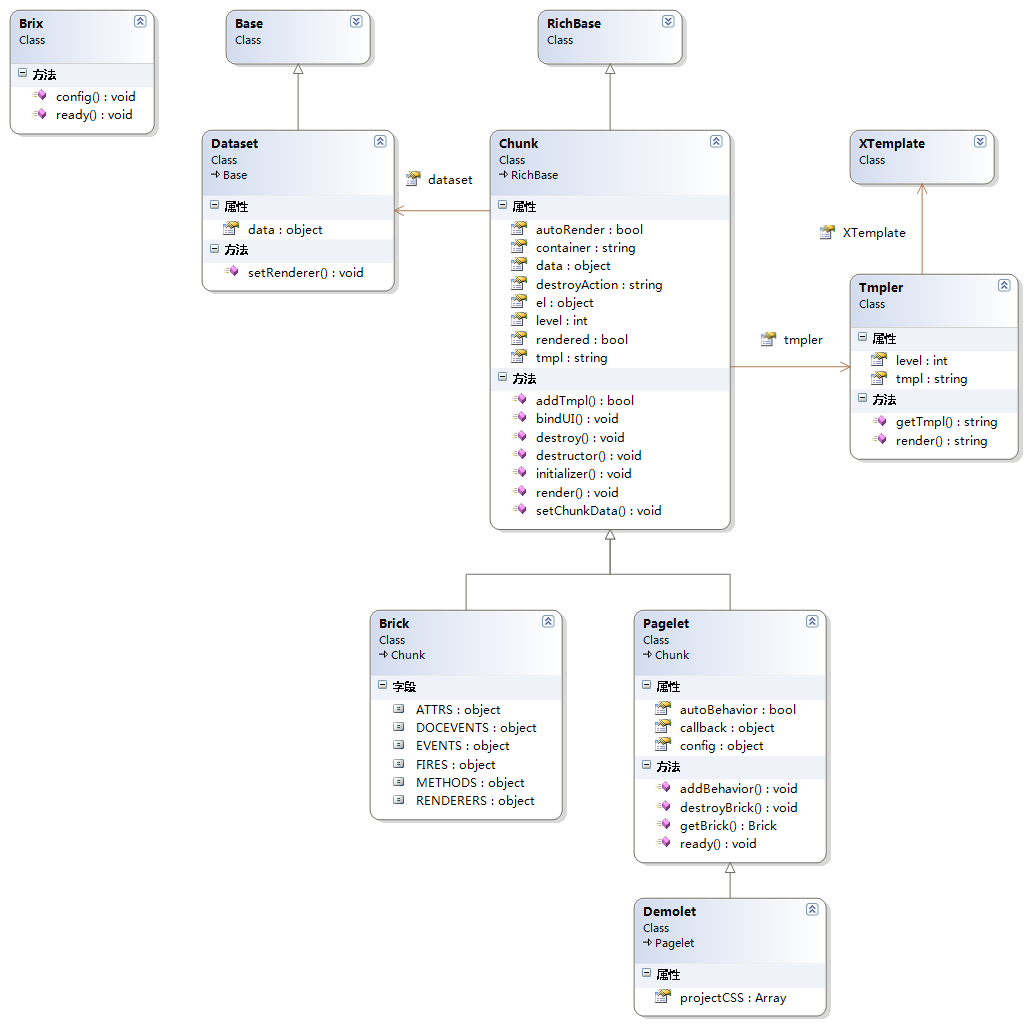 Brix
Class
方法
config() : void
ready() : void
Base
Class
RichBase
Class
Dataset
Class
Base
属性
data : object
方法
setRenderer() : void
dataset
Chunk
Class
RichBase
属性
autoRender : bool
container : string
data : object
destroyAction : string
el : object
level : int
rendered : bool
tmpl : string
方法
addTmpl() : bool
bindUI() : void
destroy() : void
destructor() : void
initializer() : void
render() : void
setChunkData() : void
XTemplate
Class
XTemplate
tmpler
Tmpler
Class
属性
level : int
tmpl : string
方法
getTmpl() : string
render() : string
Brick
Class
Chunk
字段
ATTRS : object
DOCEVENTS : object
EVENTS : object
FIRES : object
METHODS : object
RENDERERS : object
Pagelet
Class
Chunk
属性
autoBehavior : bool
callback : object
config : object
方法
addBehavior() : void
destroyBrick() : void
getBrick() : Brick
ready() : void
Demolet
Class
Pagelet
属性
projectCSS : Array